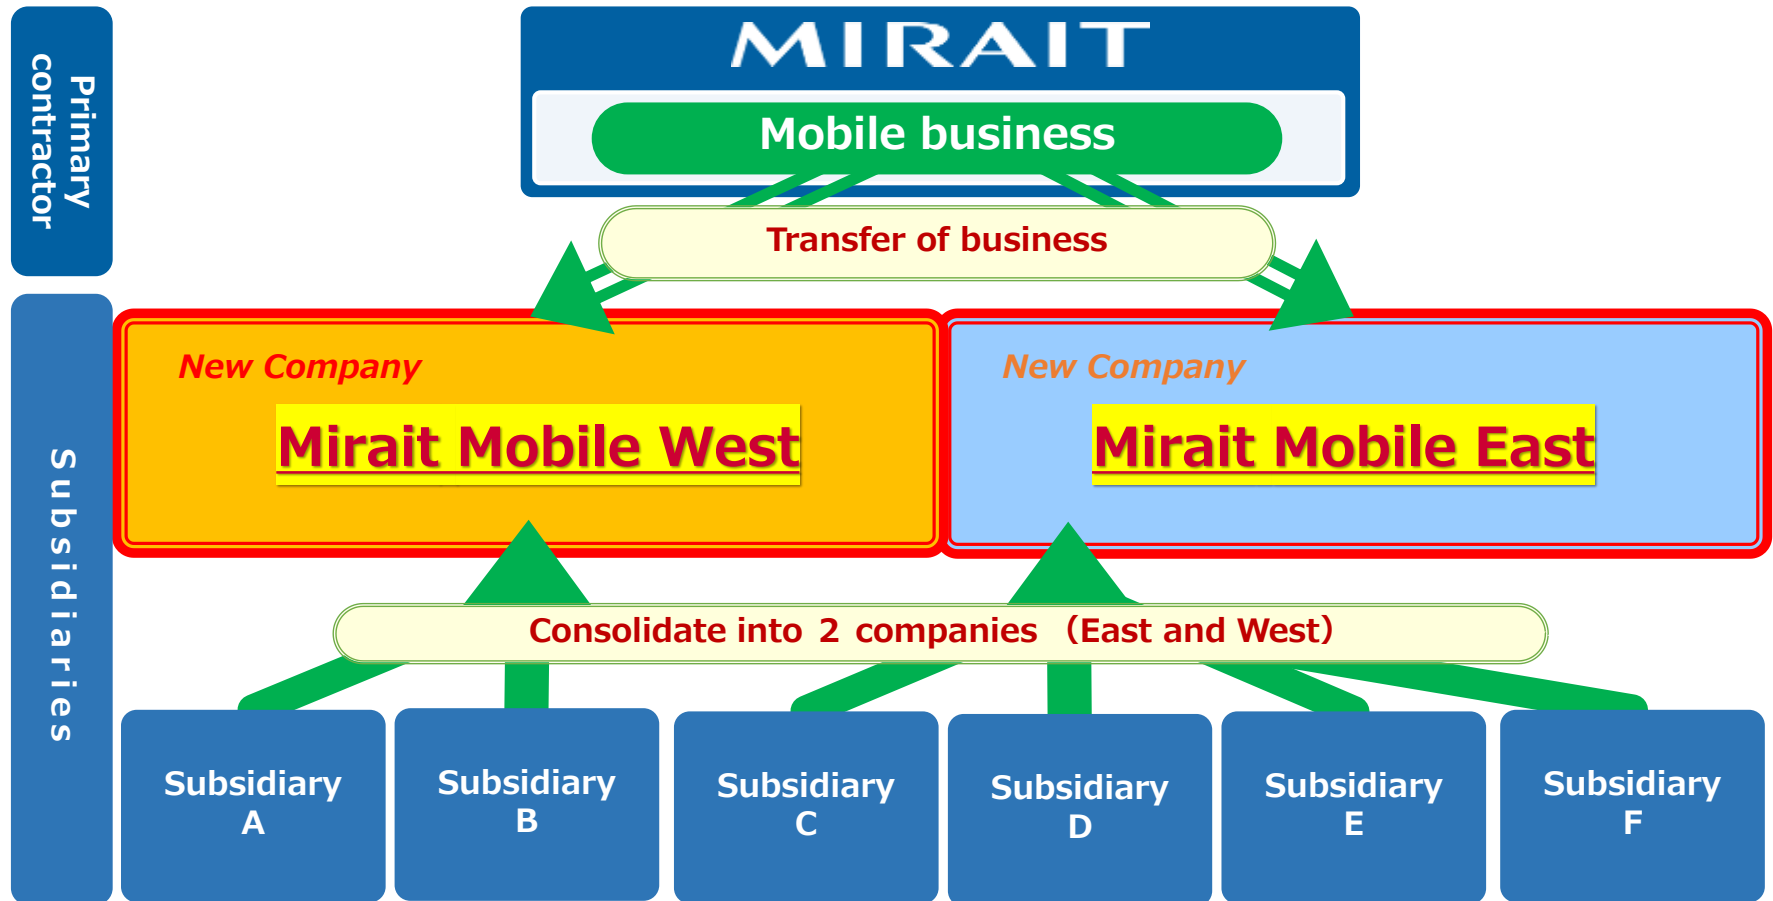 Primary
contractor
MIRAIT
Mobile business
Transfer of business
Subsidiaries
New Company
Mirait Mobile West
New Company
Mirait Mobile East
Consolidate into 2 companies （East and West）
Subsidiary
A
Subsidiary
B
Subsidiary
C
Subsidiary
D
Subsidiary
E
Subsidiary
F